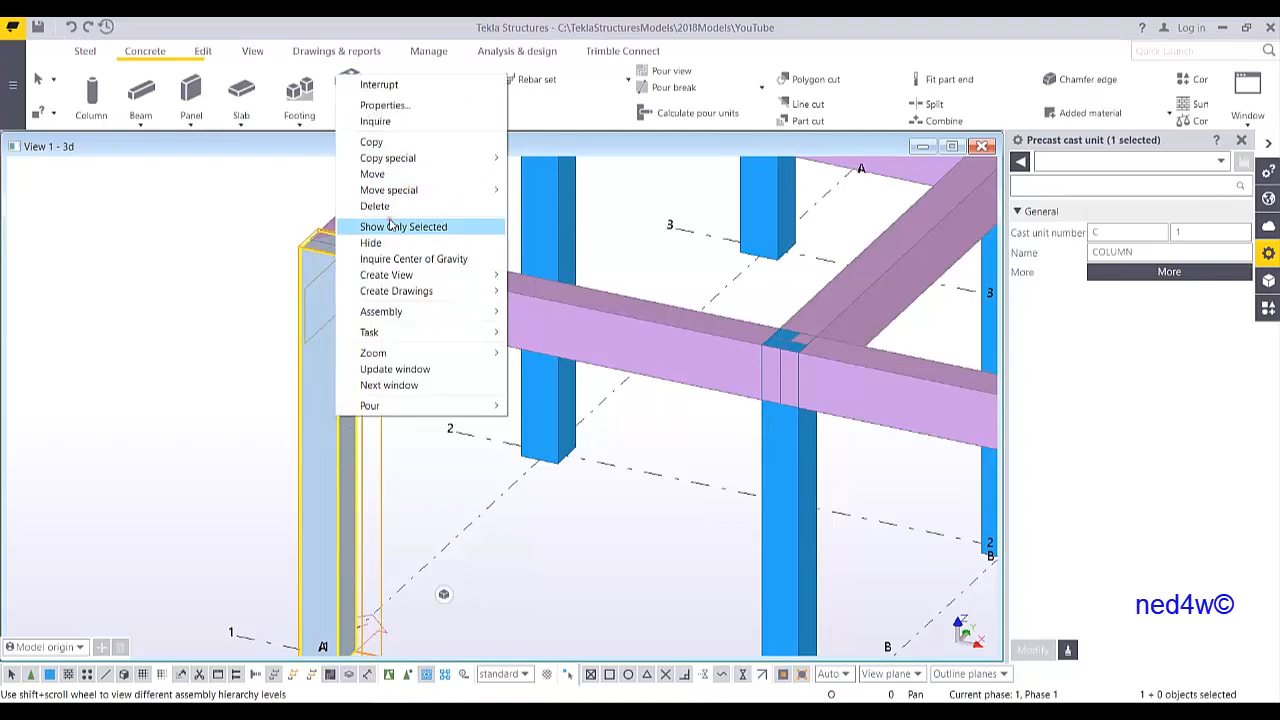 Tekla Structures - C:\TeklaStructuresModels\2018Models\YouTube
Log in
Steel Concrete Edit View Drawings & reports Manage Analysis & design Trimble Connect
Quick Launch
Column Beam Panel Slab Footing
Rebar set
Pour view
Pour break
Calculate pour units
Polygon cut
Line cut
Part cut
Fit part end
Split
Combine
Chamfer edge
Added material
Cor
Surf
Cor
Window
View 1 - 3d
Interrupt
Properties...
Inquire
Copy
Copy special
Move
Move special
Delete
Show Only Selected
Hide
Inquire Center of Gravity
Create View
Create Drawings
Assembly
Task
Zoom
Update window
Next window
Pour
A
3
3
2
2
B
1
B
Z
Y
X
Precast cast unit (1 selected)
General
Cast unit number C 1
Name COLUMN
More More
ned4w©
Modify
Model origin
standard
Auto
View plane
Outline planes
Use shift+scroll wheel to view different assembly hierarchy levels
O 0 Pan Current phase: 1, Phase 1 1 + 0 objects selected